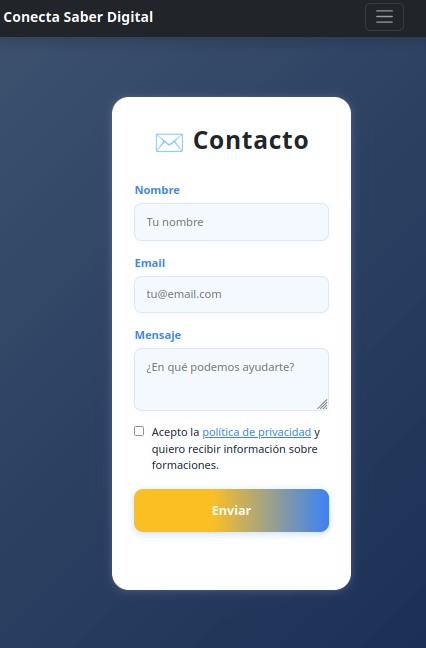 Conecta Saber Digital
✉️ Contacto
Nombre
Tu nombre
Email
tu@email.com
Mensaje
¿En qué podemos ayudarte?
Acepto la política de privacidad y
quiero recibir información sobre
formaciones.
Enviar